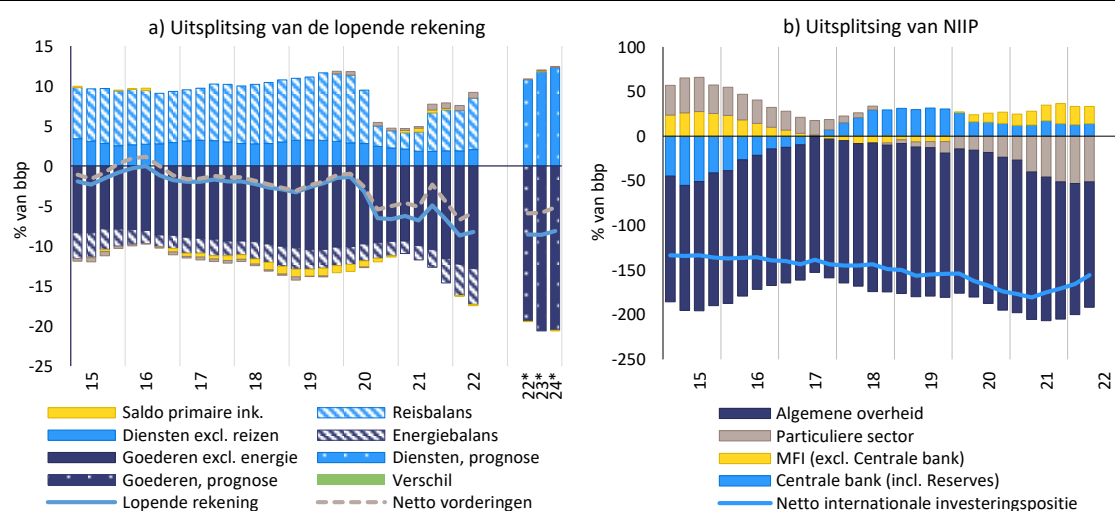 a) Uitsplitsing van de lopende rekening
% van bbp
15
10
5
0
-5
-10
-15
-20
-25
15
16
17
18
19
20
21
22
22*
23*
24*
Saldo primaire ink.
Reisbalans
Diensten excl. reizen
Energiebalans
Goederen excl. energie
Diensten, prognose
Goederen, prognose
Verschil
Lopende rekening
Netto vorderingen
b) Uitsplitsing van NIIP
% van bbp
100
50
0
-50
-100
-150
-200
-250
15
16
17
18
19
20
21
22
Algemene overheid
Particuliere sector
MFI (excl. Centrale bank)
Centrale bank (incl. Reserves)
Netto internationale investeringspositie